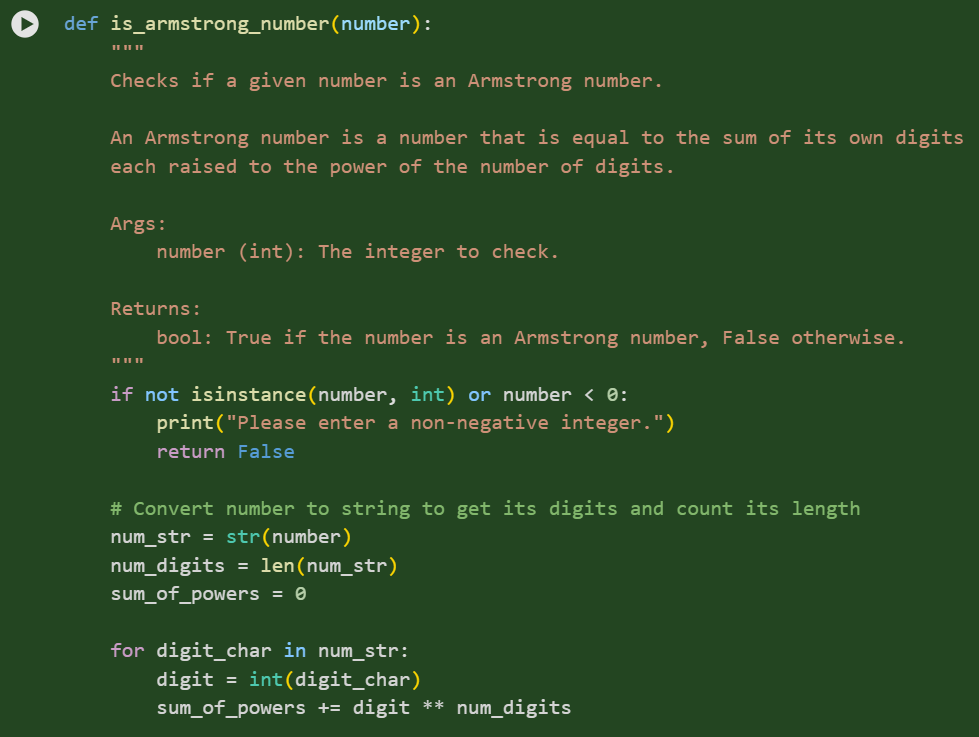 def is_armstrong_number(number):
    """
    Checks if a given number is an Armstrong number.

    An Armstrong number is a number that is equal to the sum of its own digits
    each raised to the power of the number of digits.

    Args:
        number (int): The integer to check.

    Returns:
        bool: True if the number is an Armstrong number, False otherwise.
    """
    if not isinstance(number, int) or number < 0:
        print("Please enter a non-negative integer.")
        return False

    # Convert number to string to get its digits and count its length
    num_str = str(number)
    num_digits = len(num_str)
    sum_of_powers = 0

    for digit_char in num_str:
        digit = int(digit_char)
        sum_of_powers += digit ** num_digits